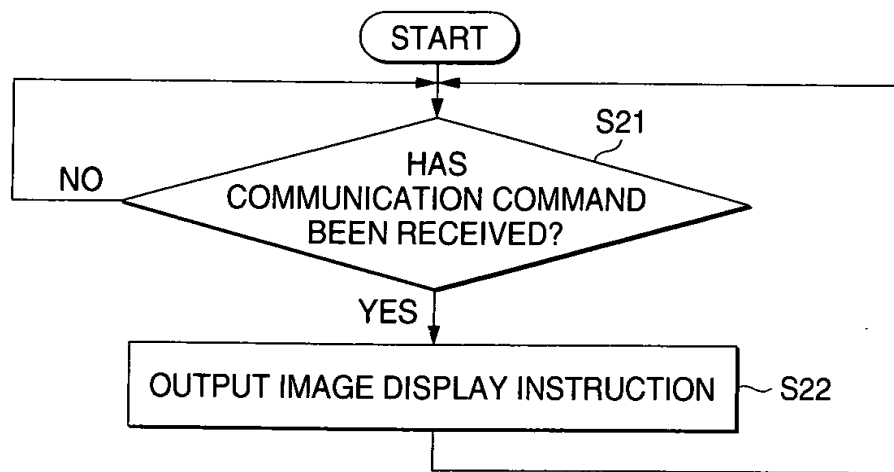 START
S21
HAS
COMMUNICATION COMMAND
BEEN RECEIVED?
NO
YES
OUTPUT IMAGE DISPLAY INSTRUCTION
S22